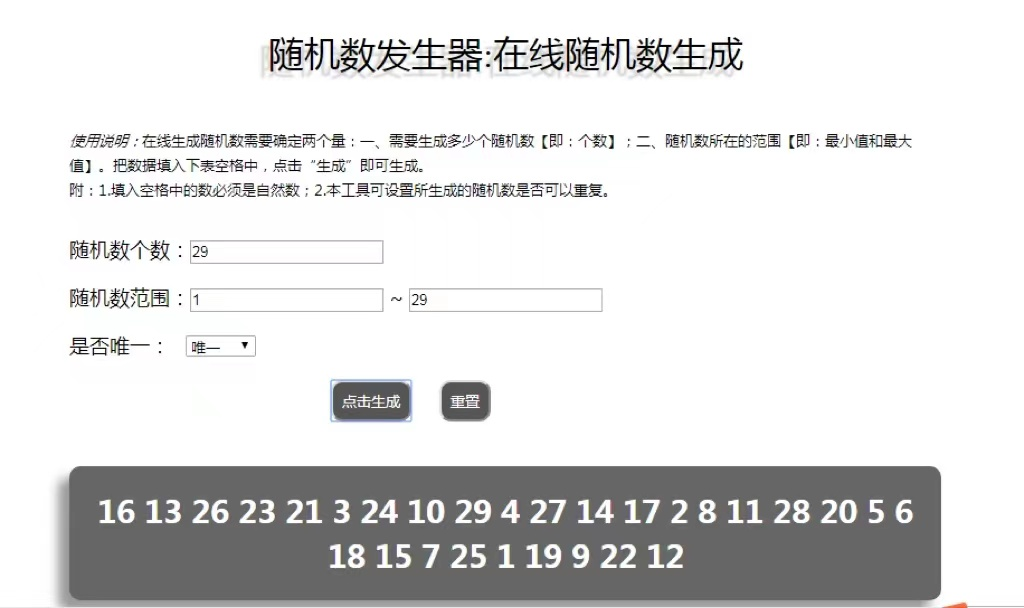 随机数发生器:在线随机数生成
使用说明：在线生成随机数需要确定两个量：一、需要生成多少个随机数【即：个数】；二、随机数所在的范围【即：最小值和最大
值】。把数据填入下表空格中，点击“生成”即可生成。
附：1.填入空格中的数必须是自然数；2.本工具可设置所生成的随机数是否可以重复。
随机数个数：29
随机数范围：1 ~ 29
是否唯一： 唯一
点击生成 重置
16 13 26 23 21 3 24 10 29 4 27 14 17 2 8 11 28 20 5 6
18 15 7 25 1 19 9 22 12